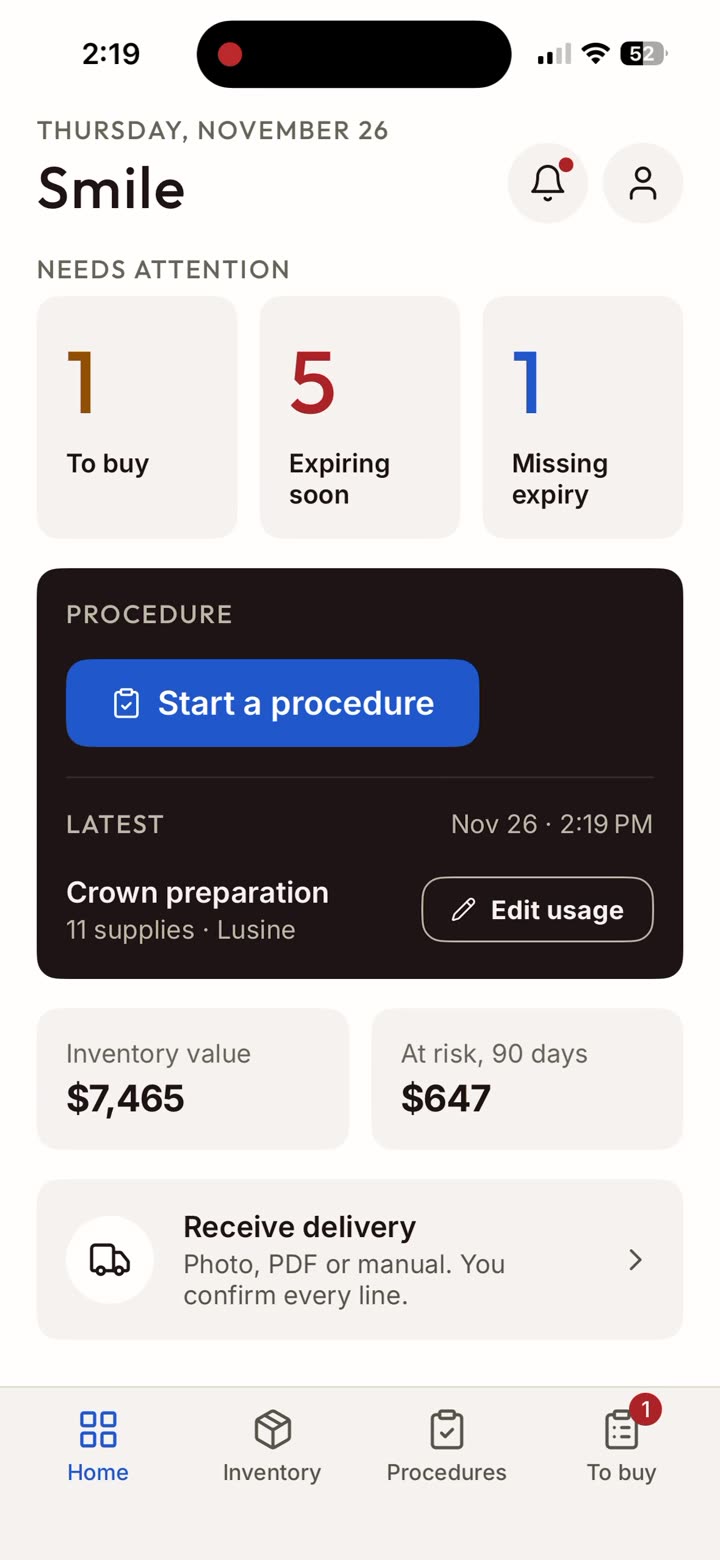 2:19
52
THURSDAY, NOVEMBER 26
Smile
NEEDS ATTENTION
1
To buy
5
Expiring
soon
1
Missing
expiry
PROCEDURE
Start a procedure
LATEST
Nov 26 · 2:19 PM
Crown preparation
11 supplies · Lusine
Edit usage
Inventory value
$7,465
At risk, 90 days
$647
Receive delivery
Photo, PDF or manual. You
confirm every line.
Home
Inventory
Procedures
1
To buy